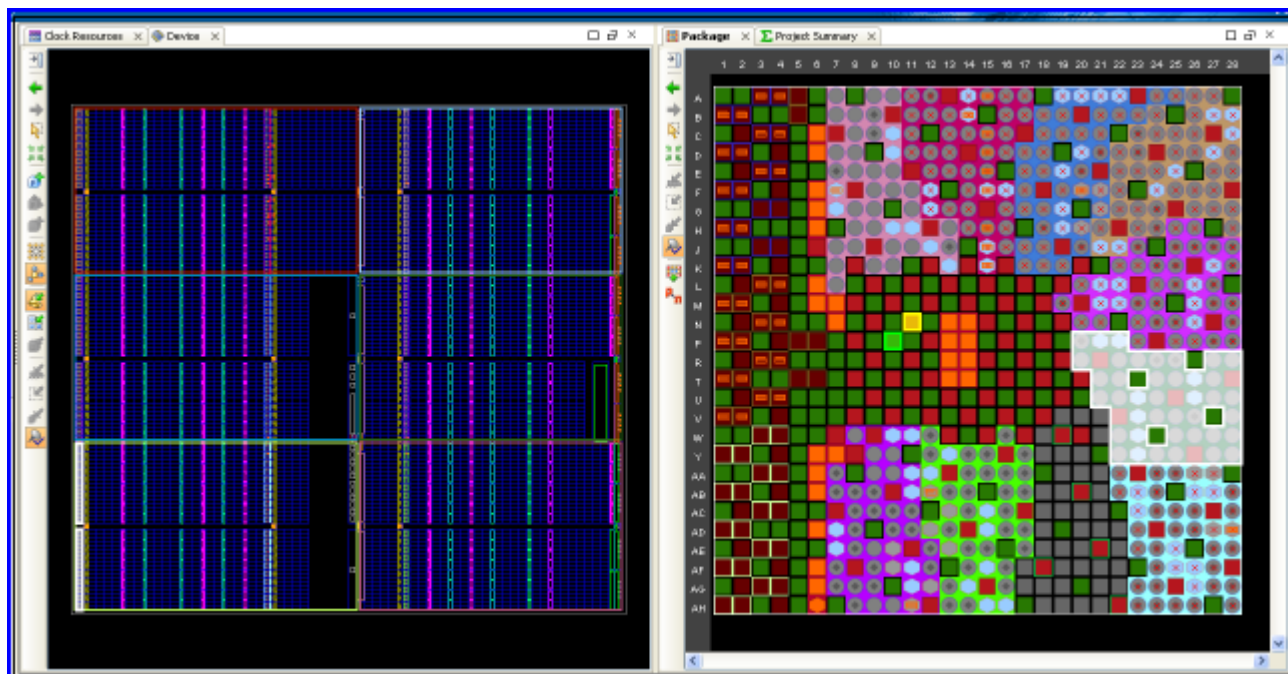 Clock Resources
Device
Package
Project Summary
1 2 3 4 5 6 7 8 9 10 11 12 13 14 15 16 17 18 19 20 21 22 23 24 25 26 27 28
A
B
C
D
E
F
G
H
J
K
L
M
N
P
R
T
U
V
W
Y
AA
AB
AC
AD
AE
AF
AG
AH